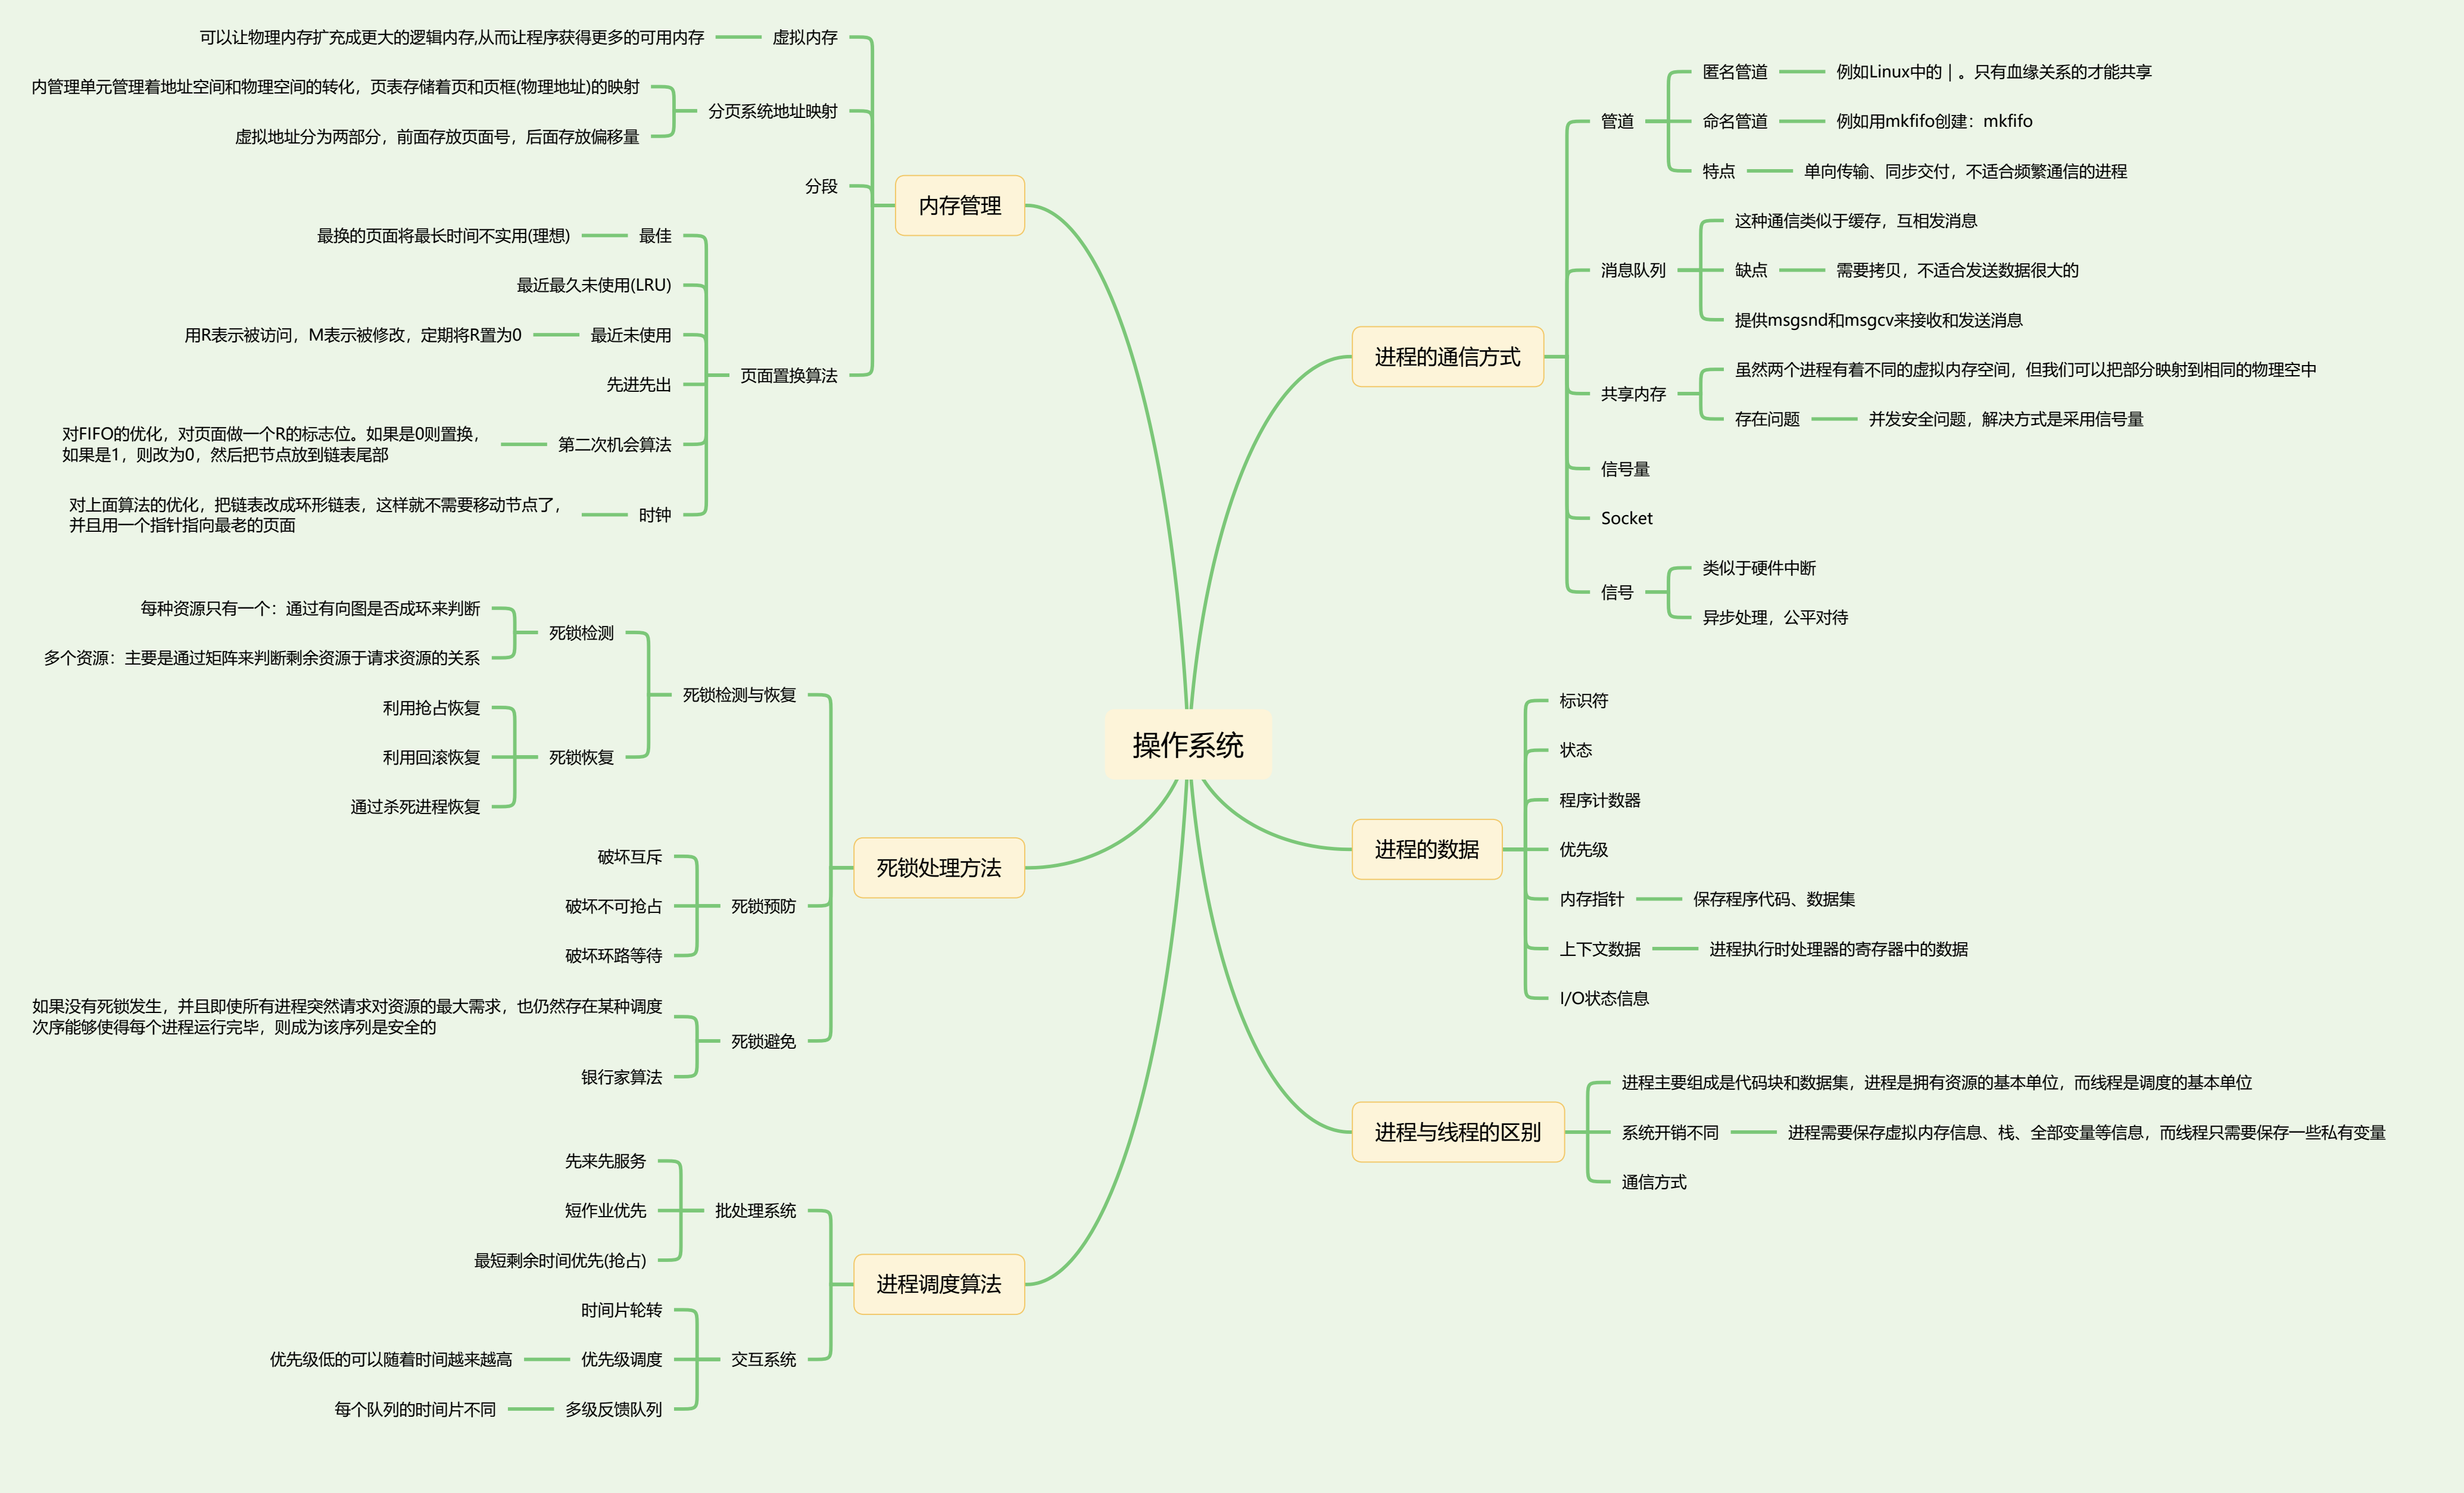 操作系统
进程的通信方式
管道
匿名管道
例如Linux中的 | 。只有血缘关系的才能共享
命名管道
例如用mkfifo创建：mkfifo
特点
单向传输、同步交付，不适合频繁通信的进程
消息队列
这种通信类似于缓存，互相发消息
缺点
需要拷贝，不适合发送数据很大的
提供msgsnd和msgcv来接收和发送消息
共享内存
虽然两个进程有着不同的虚拟内存空间，但我们可以把部分映射到相同的物理空中
存在问题
并发安全问题，解决方式是采用信号量
信号量
Socket
信号
类似于硬件中断
异步处理，公平对待
进程的数据
标识符
状态
程序计数器
优先级
内存指针
保存程序代码、数据集
上下文数据
进程执行时处理器的寄存器中的数据
I/O状态信息
进程与线程的区别
进程主要组成是代码块和数据集，进程是拥有资源的基本单位，而线程是调度的基本单位
系统开销不同
进程需要保存虚拟内存信息、栈、全部变量等信息，而线程只需要保存一些私有变量
通信方式
内存管理
虚拟内存
可以让物理内存扩充成更大的逻辑内存,从而让程序获得更多的可用内存
分页系统地址映射
内管理单元管理着地址空间和物理空间的转化，页表存储着页和页框(物理地址)的映射
虚拟地址分为两部分，前面存放页面号，后面存放偏移量
分段
页面置换算法
最佳
最换的页面将最长时间不实用(理想)
最近最久未使用(LRU)
最近未使用
用R表示被访问，M表示被修改，定期将R置为0
先进先出
第二次机会算法
对FIFO的优化，对页面做一个R的标志位。如果是0则置换，
如果是1，则改为0，然后把节点放到链表尾部
时钟
对上面算法的优化，把链表改成环形链表，这样就不需要移动节点了，
并且用一个指针指向最老的页面
死锁处理方法
死锁检测与恢复
死锁检测
每种资源只有一个：通过有向图是否成环来判断
多个资源：主要是通过矩阵来判断剩余资源于请求资源的关系
死锁恢复
利用抢占恢复
利用回滚恢复
通过杀死进程恢复
死锁预防
破坏互斥
破坏不可抢占
破坏环路等待
死锁避免
如果没有死锁发生，并且即使所有进程突然请求对资源的最大需求，也仍然存在某种调度
次序能够使得每个进程运行完毕，则成为该序列是安全的
银行家算法
进程调度算法
批处理系统
先来先服务
短作业优先
最短剩余时间优先(抢占)
交互系统
时间片轮转
优先级调度
优先级低的可以随着时间越来越高
多级反馈队列
每个队列的时间片不同